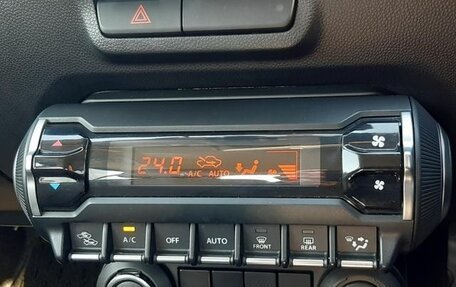 24.0
A/C AUTO
A/C OFF AUTO FRONT REAR